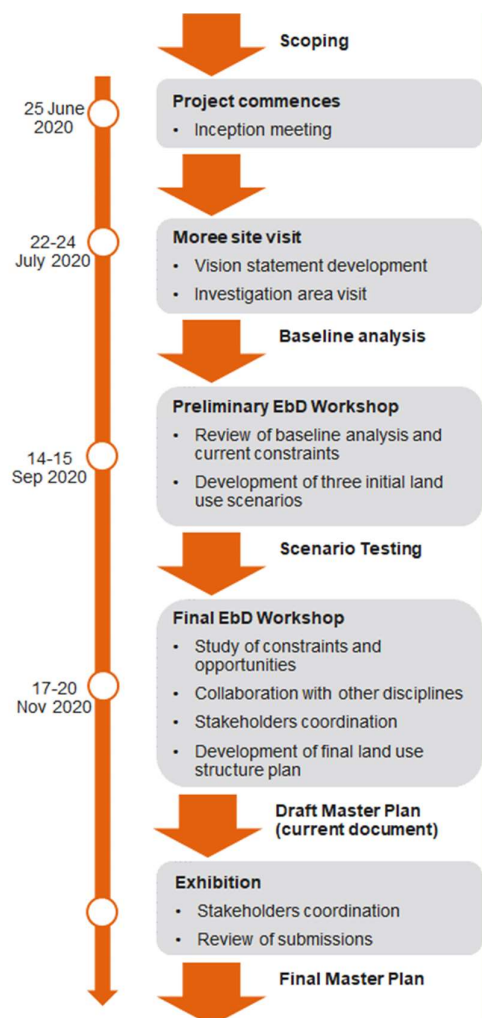 Scoping
25 June
2020
Project commences
• Inception meeting
22-24
July 2020
Moree site visit
• Vision statement development
• Investigation area visit
Baseline analysis
14-15
Sep 2020
Preliminary EbD Workshop
• Review of baseline analysis and
current constraints
• Development of three initial land
use scenarios
Scenario Testing
17-20
Nov 2020
Final EbD Workshop
• Study of constraints and
opportunities
• Collaboration with other disciplines
• Stakeholders coordination
• Development of final land use
structure plan
Draft Master Plan
(current document)
Exhibition
• Stakeholders coordination
• Review of submissions
Final Master Plan